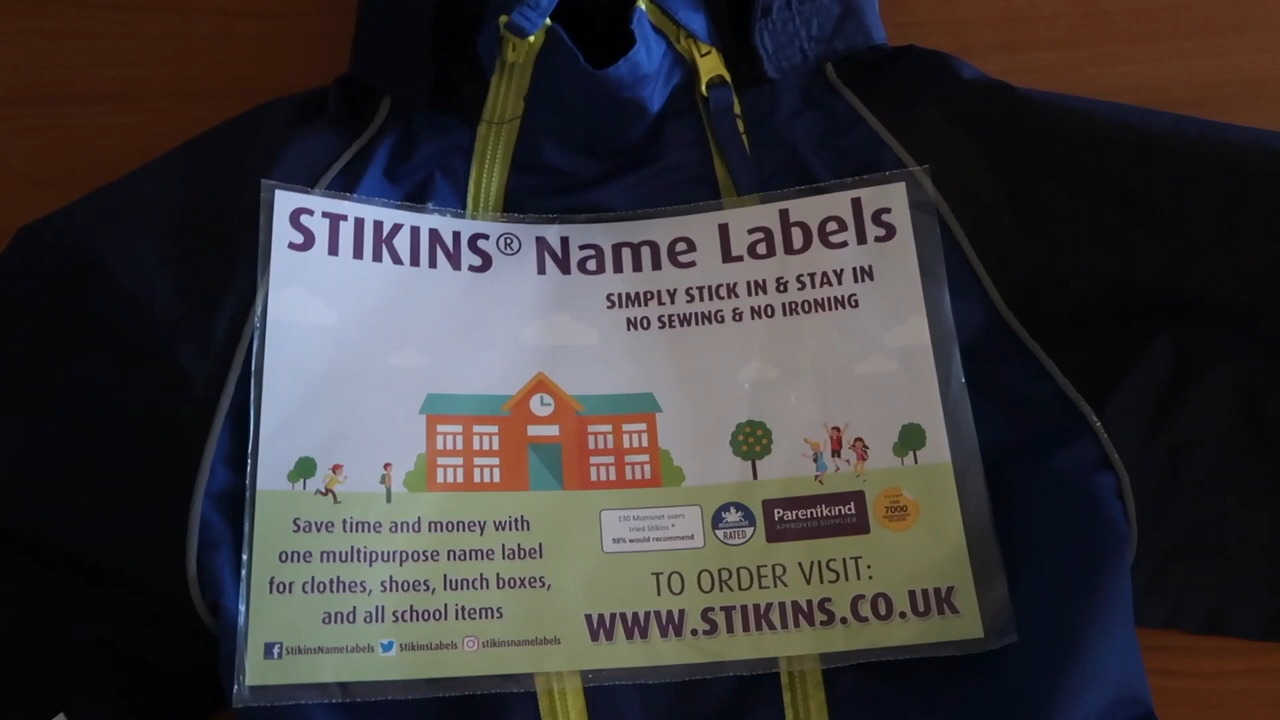 STIKINS® Name Labels
SIMPLY STICK IN & STAY IN
NO SEWING & NO IRONING
130 Mumsnet users
tried Stikins *
98% would recommend
mumsnet
RATED
Parentkind
APPROVED SUPPLIER
OVER
7000
Save time and money with
one multipurpose name label
for clothes, shoes, lunch boxes,
and all school items
TO ORDER VISIT:
WWW.STIKINS.CO.UK
StikinsNameLabels StikinsLabels stikinsnamelabels